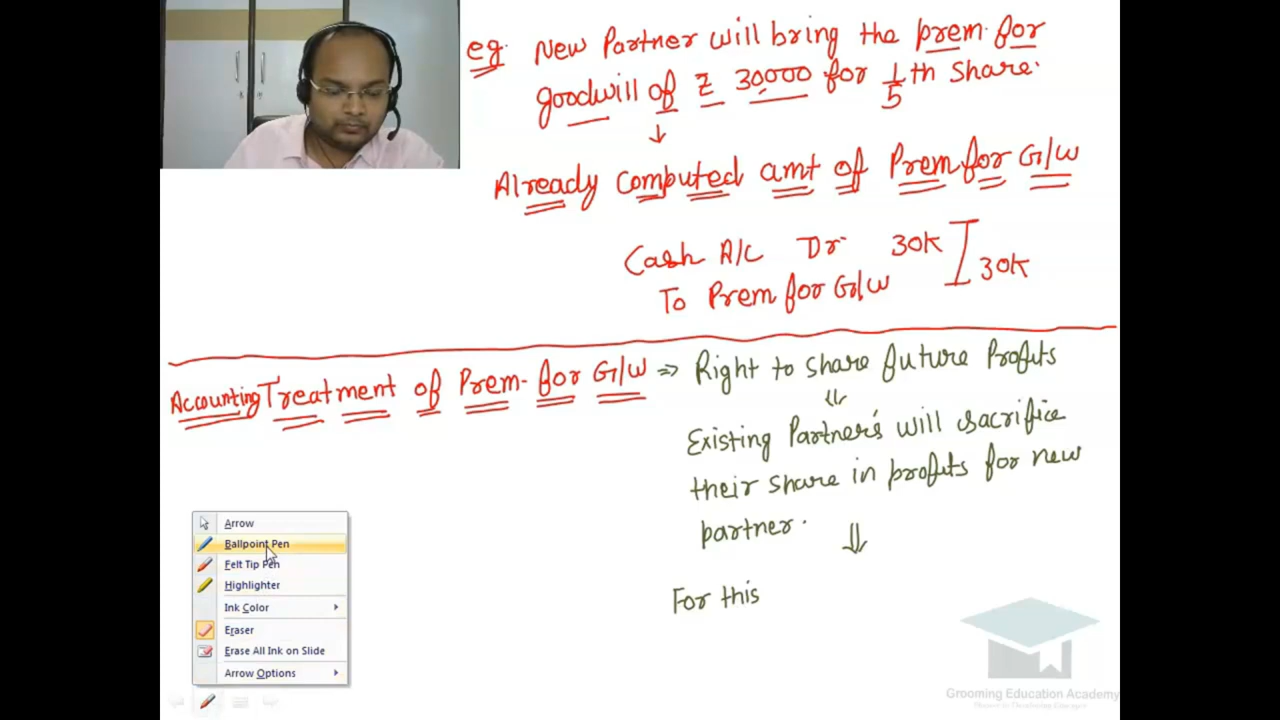 eg. New Partner will bring the prem. for
goodwill of ₹ 30,000 for 1/5 th Share.
Already computed amt of Prem for G/W
Cash A/C Dr 30K
To Prem for G/W 30K
Accounting Treatment of Prem. for G/W => Right to share future Profits
Existing Partner's will sacrifice
their share in profits for new
partner.
For this
Arrow
Ballpoint Pen
Felt Tip Pen
Highlighter
Ink Color
Eraser
Erase All Ink on Slide
Arrow Options
Grooming Education Academy